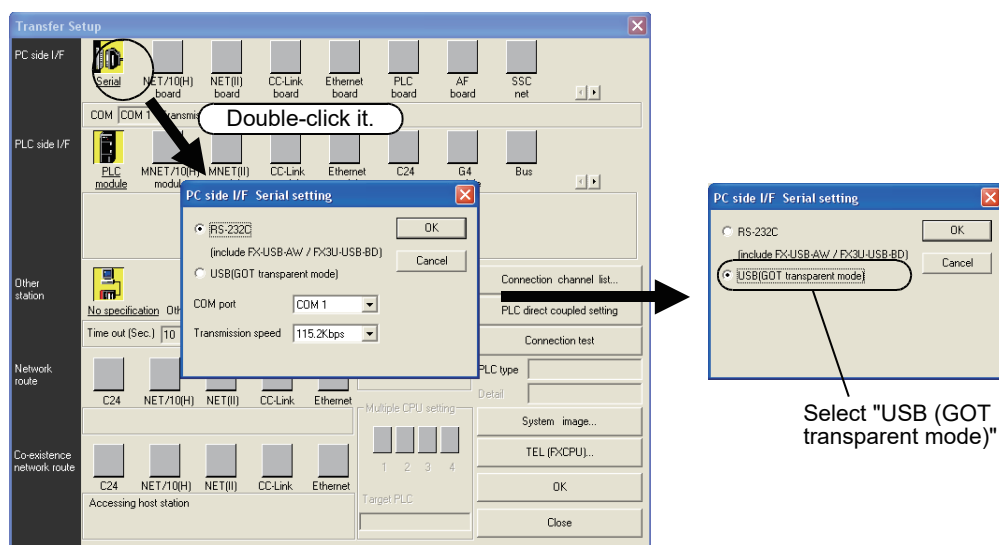 Transfer Setup
PC side I/F
Serial
NET/10(H) board
NET(II) board
CC-Link board
Ethernet board
PLC board
AF board
SSC net
COM COM 1
Double-click it.
PLC side I/F
PLC module
MNET/10(H)
MNET(II)
CC-Link
Ethernet
C24
G4
Bus
PC side I/F Serial setting
RS-232C
(include FX-USB-AW / FX3U-USB-BD)
USB(GOT transparent mode)
COM port
COM 1
Transmission speed
115.2Kbps
OK
Cancel
Other station
No specification
Time out (Sec.) 10
Connection channel list...
PLC direct coupled setting
Connection test
PLC type
Detail
System image...
TEL (FXCPU)...
OK
Close
Network route
C24
NET/10(H)
NET(II)
CC-Link
Ethernet
Multiple CPU setting
1 2 3 4
Target PLC
Co-existence network route
C24
NET/10(H)
NET(II)
CC-Link
Ethernet
Accessing host station
PC side I/F Serial setting
RS-232C
(include FX-USB-AW / FX3U-USB-BD)
USB(GOT transparent mode)
OK
Cancel
Select "USB (GOT
transparent mode)"